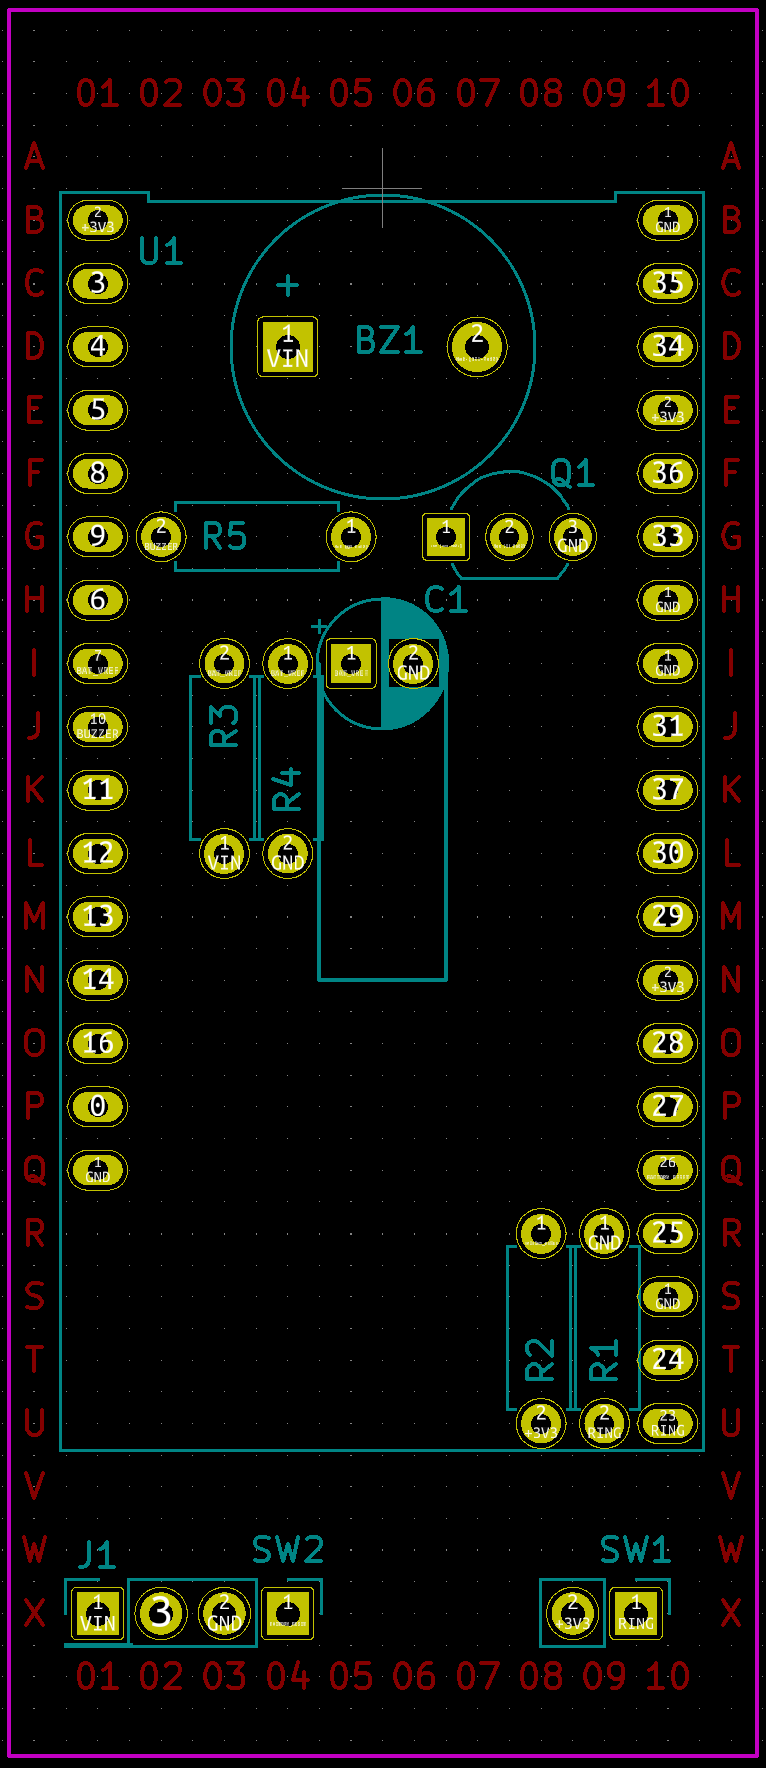 01 02 03 04 05 06 07 08 09 10
A A
B 2 +3V3 1 GND B
U1
C 3 + 35 C
D 4 1 VIN BZ1 2 34 D
E 5 2 +3V3 E
F 8 Q1 36 F
G 9 2 BUZZER R5 1 1 2 3 GND 33 G
H 6 C1 1 GND H
+
I 7 BAT_VREF 2 1 1 2 GND 1 GND I
J 10 BUZZER R3 31 J
K 11 R4 37 K
L 12 1 VIN 2 GND 30 L
M 13 29 M
N 14 2 +3V3 N
O 16 28 O
P 0 27 P
Q 1 GND 26 Q
R 1 1 GND 25 R
S 1 GND S
T R2 R1 24 T
U 2 +3V3 2 RING 23 RING U
V V
W J1 SW2 SW1 W
X 1 VIN 3 2 GND 1 2 +3V3 1 RING X
01 02 03 04 05 06 07 08 09 10